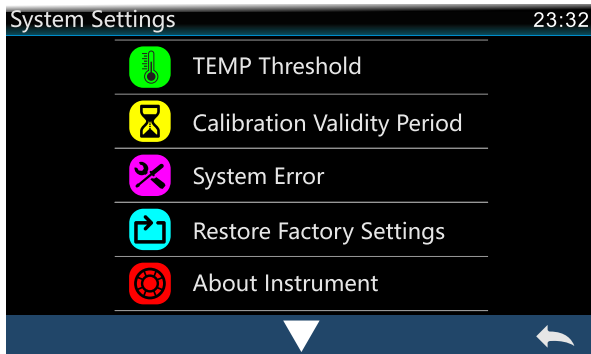 System Settings 23:32
TEMP Threshold
Calibration Validity Period
System Error
Restore Factory Settings
About Instrument